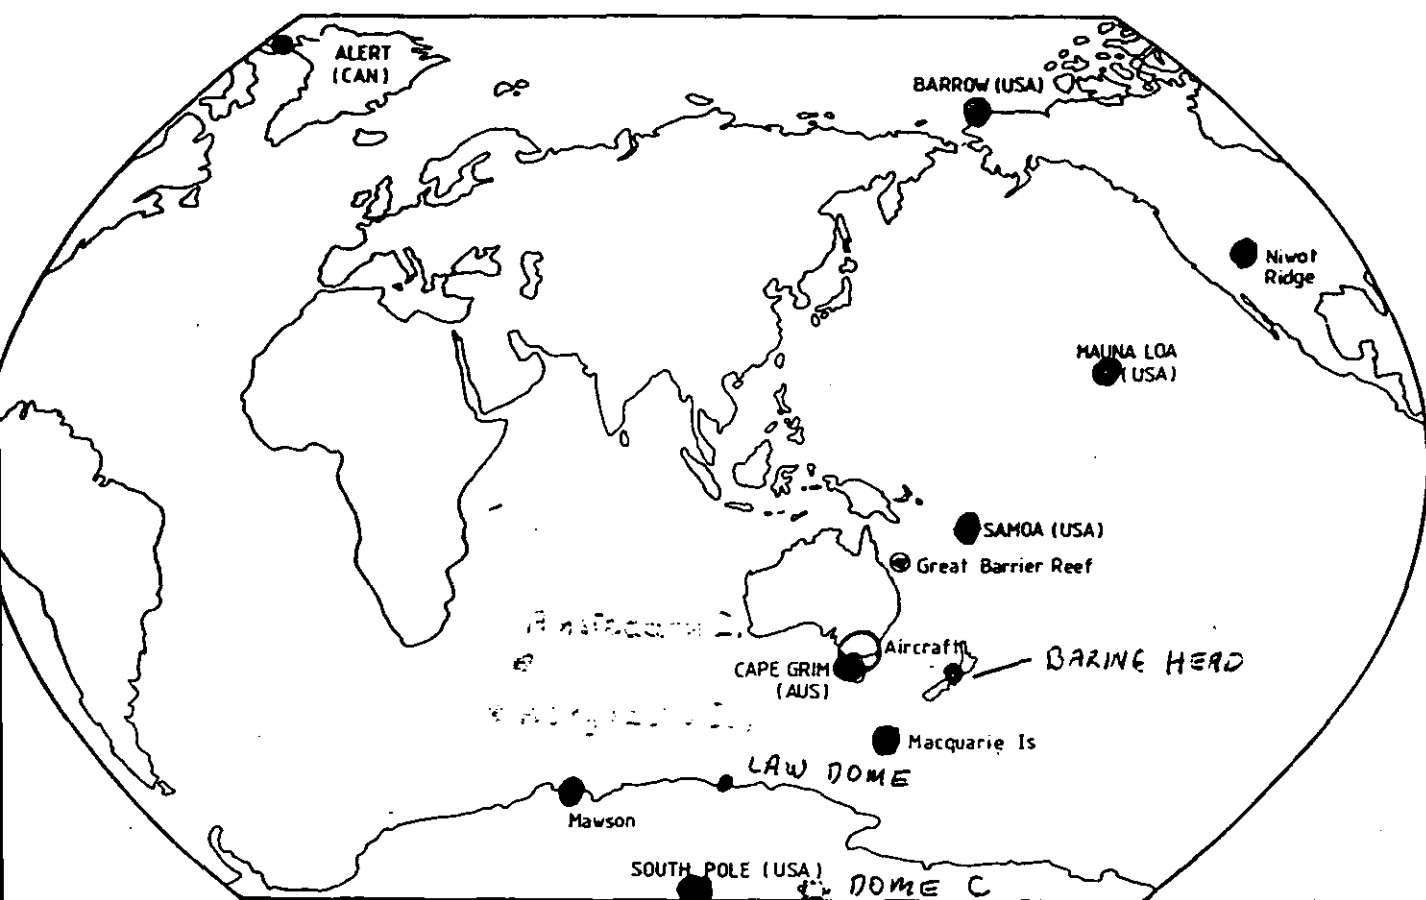 ALERT
(CAN)
BARROW (USA)
Niwot
Ridge
MAUNA LOA
(USA)
SAMOA (USA)
Great Barrier Reef
Aircraft
CAPE GRIM
(AUS)
BARING HEAD
Macquarie Is
LAW DOME
Mawson
SOUTH POLE (USA)
DOME C